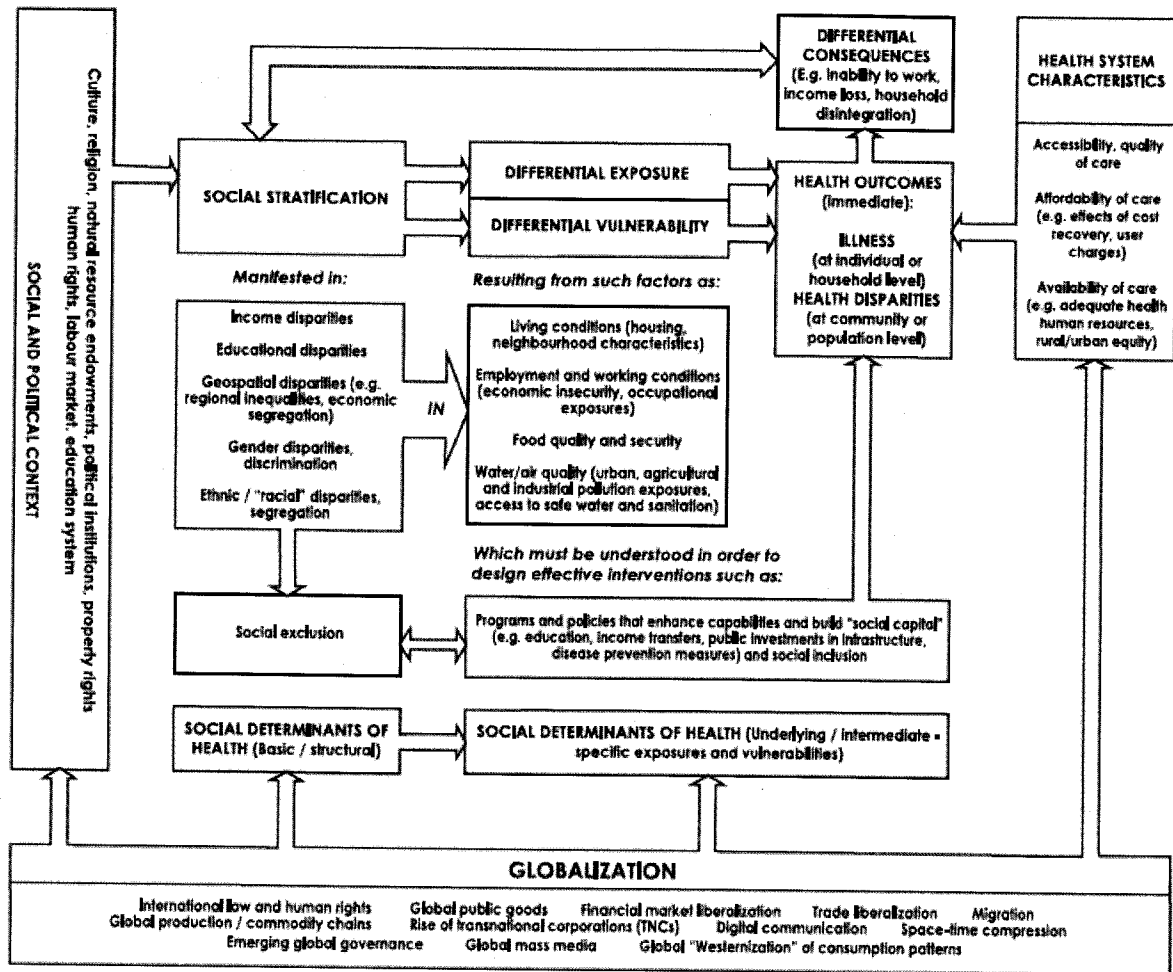 Culture, religion, natural resource endowments, political institutions, property rights
human rights, labour market, education system
SOCIAL AND POLITICAL CONTEXT
DIFFERENTIAL
CONSEQUENCES
(E.g. inability to work,
income loss, household
disintegration)
HEALTH SYSTEM
CHARACTERISTICS
Accessibility, quality
of care
Affordability of care
(e.g. effects of cost
recovery, user
charges)
Availability of care
(e.g. adequate health
human resources,
rural/urban equity)
SOCIAL STRATIFICATION
DIFFERENTIAL EXPOSURE
DIFFERENTIAL VULNERABILITY
HEALTH OUTCOMES
(immediate):
ILLNESS
(at individual or
household level)
HEALTH DISPARITIES
(at community or
population level)
Manifested in:
Income disparities
Educational disparities
Geospatial disparities (e.g.
regional inequalities, economic
segregation)
Gender disparities,
discrimination
Ethnic / "racial" disparities,
segregation
IN
Resulting from such factors as:
Living conditions (housing,
neighbourhood characteristics)
Employment and working conditions
(economic insecurity, occupational
exposures)
Food quality and security
Water/air quality (urban, agricultural
and industrial pollution exposures,
access to safe water and sanitation)
Which must be understood in order to
design effective interventions such as:
Social exclusion
Programs and policies that enhance capabilities and build "social capital"
(e.g. education, income transfers, public investments in infrastructure,
disease prevention measures) and social inclusion
SOCIAL DETERMINANTS OF
HEALTH (Basic / structural)
SOCIAL DETERMINANTS OF HEALTH (Underlying / intermediate =
specific exposures and vulnerabilities)
GLOBALIZATION
International law and human rights Global public goods Financial market liberalization Trade liberalization Migration
Global production / commodity chains Rise of transnational corporations (TNCs) Digital communication Space-time compression
Emerging global governance Global mass media Global "Westernization" of consumption patterns